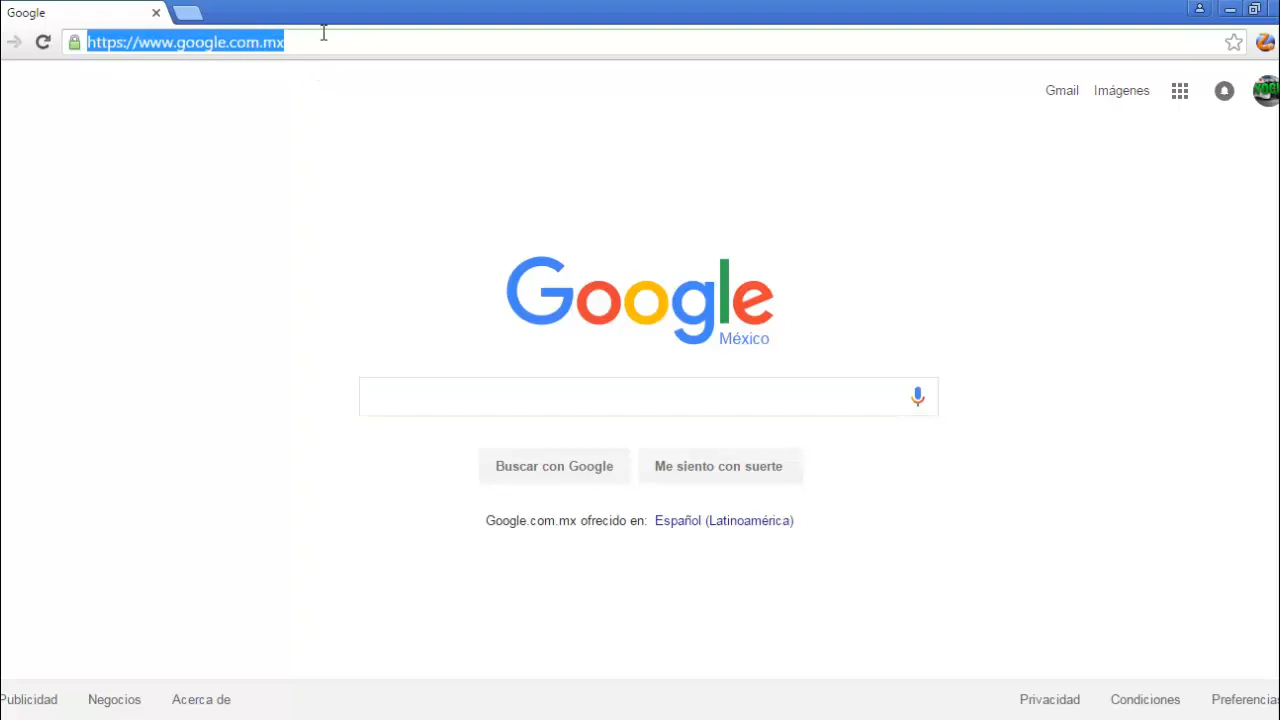 Google
https://www.google.com.mx
Gmail Imágenes
Google
México
Buscar con Google Me siento con suerte
Google.com.mx ofrecido en: Español (Latinoamérica)
Publicidad Negocios Acerca de Privacidad Condiciones Preferencias